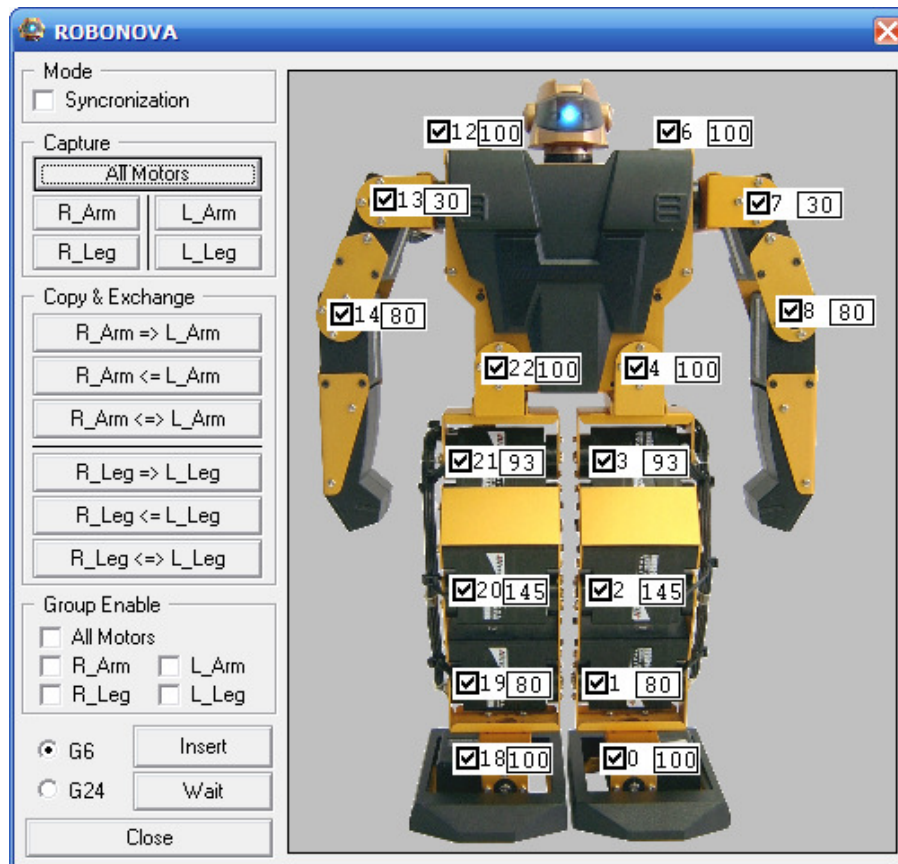 ROBONOVA
Mode
Syncronization
Capture
All Motors
R_Arm
L_Arm
R_Leg
L_Leg
Copy & Exchange
R_Arm => L_Arm
R_Arm <= L_Arm
R_Arm <=> L_Arm
R_Leg => L_Leg
R_Leg <= L_Leg
R_Leg <=> L_Leg
Group Enable
All Motors
R_Arm
L_Arm
R_Leg
L_Leg
G6
Insert
G24
Wait
Close
12 100
6 100
13 30
7 30
14 80
8 80
22 100
4 100
21 93
3 93
20 145
2 145
19 80
1 80
18 100
0 100